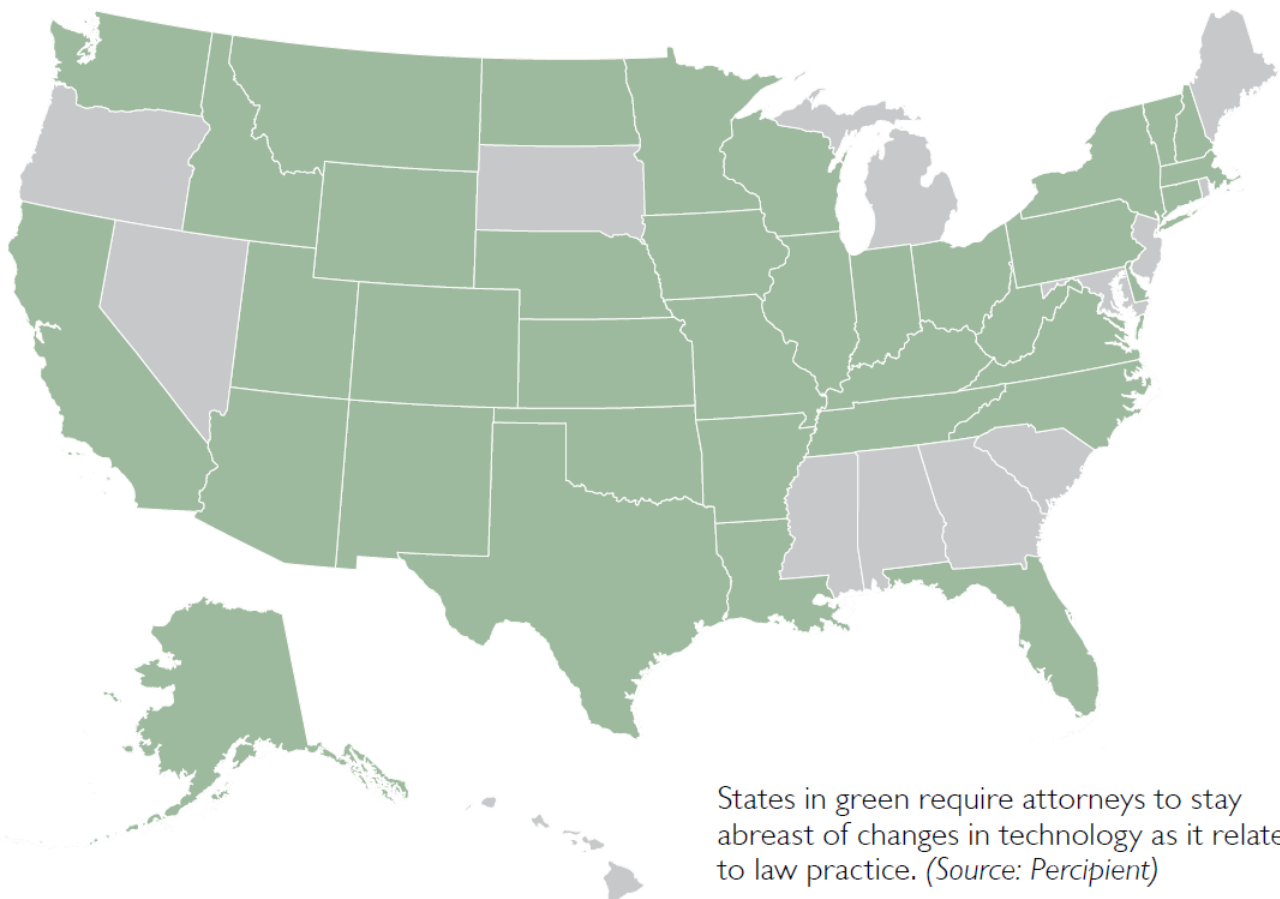 States in green require attorneys to stay
abreast of changes in technology as it relate
to law practice. (Source: Percipient)